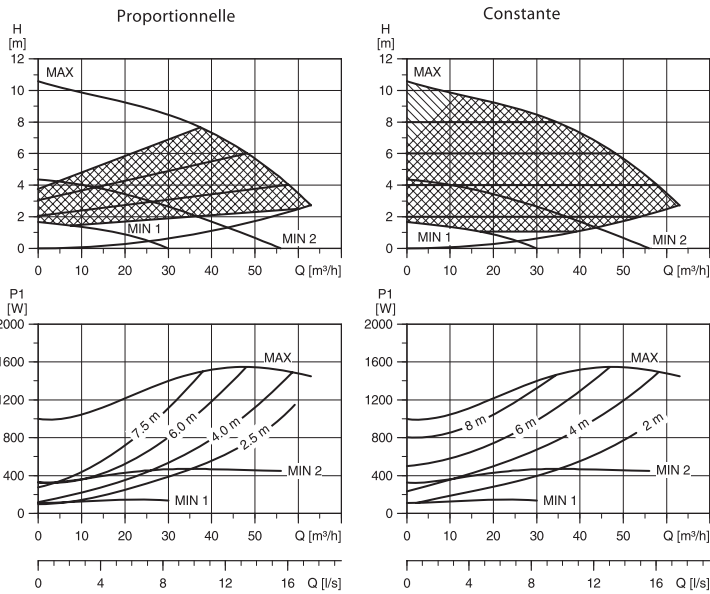 Proportionnelle
Constante
H
[m]
12
10
8
6
4
2
0
MAX
MIN 1
MIN 2
0 10 20 30 40 50 Q [m³/h]
H
[m]
12
10
8
6
4
2
0
MAX
MIN 1
MIN 2
0 10 20 30 40 50 Q [m³/h]
P1
[W]
2000
1600
1200
800
400
0
MAX
7.5 m
6.0 m
4.0 m
2.5 m
MIN 2
MIN 1
0 10 20 30 40 50 Q [m³/h]
0 4 8 12 16 Q [l/s]
P1
[W]
2000
1600
1200
800
400
0
MAX
8 m
6 m
4 m
2 m
MIN 2
MIN 1
0 10 20 30 40 50 Q [m³/h]
0 4 8 12 16 Q [l/s]